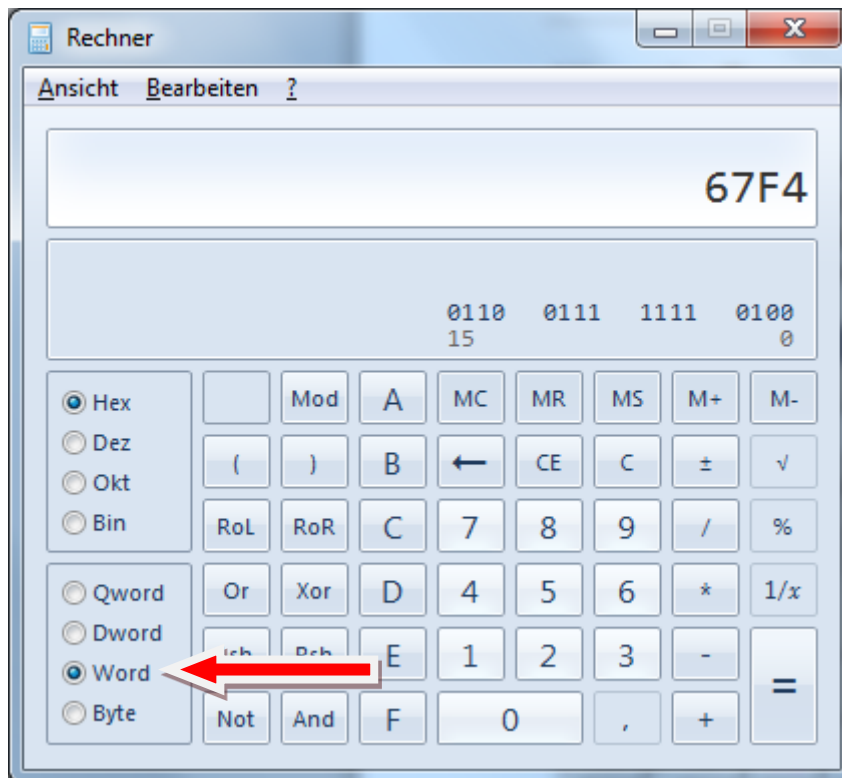 Rechner
Ansicht Bearbeiten ?
67F4
0110 0111 1111 0100
15 0
Hex Mod A MC MR MS M+ M-
Dez
( ) B ← CE C ± √
Okt
Bin RoL RoR C 7 8 9 / %
Qword Or Xor D 4 5 6 * 1/x
Dword
E 1 2 3 - =
Word
Byte Not And F 0 , +